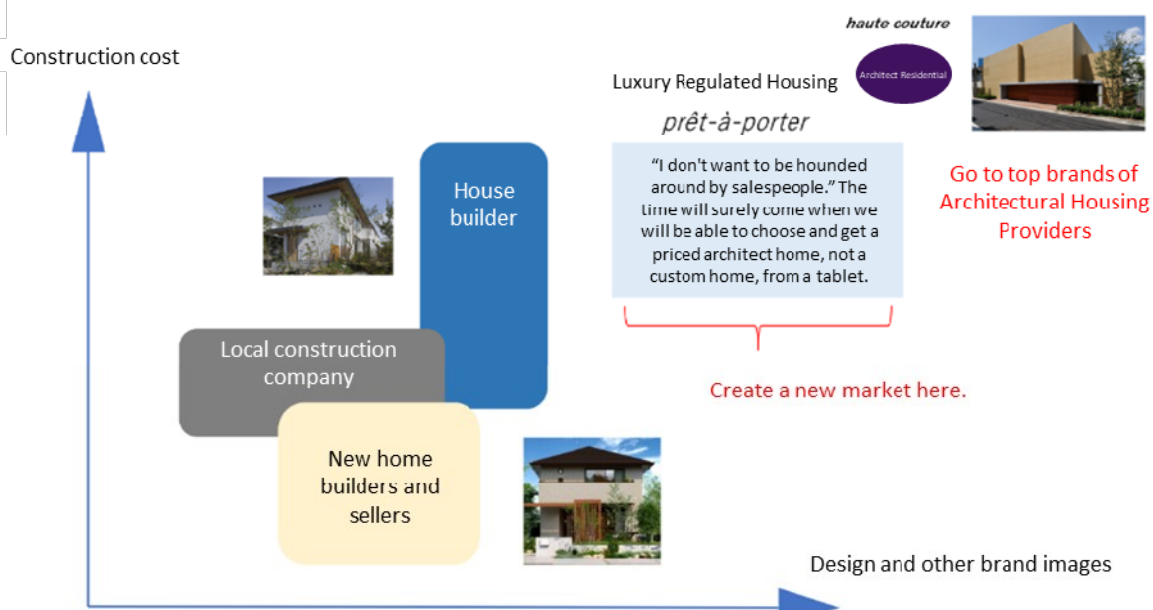 Construction cost
haute couture
Architect Residential
Luxury Regulated Housing
prêt-à-porter
“I don't want to be hounded
around by salespeople.” The
time will surely come when we
will be able to choose and get a
priced architect home, not a
custom home, from a tablet.
Go to top brands of
Architectural Housing
Providers
House
builder
Local construction
company
Create a new market here.
New home
builders and
sellers
Design and other brand images